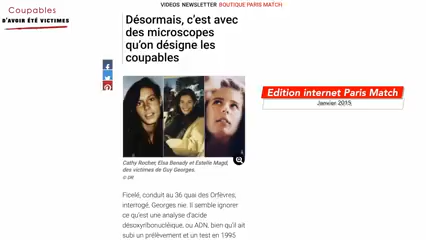 Coupables
D'AVOIR ÉTÉ VICTIMES
VIDEOS NEWSLETTER BOUTIQUE PARIS MATCH
Désormais, c'est avec
des microscopes
qu'on désigne les
coupables
Edition internet Paris Match
Janvier 2015
Cathy Rocher, Elsa Benady et Estelle Magd,
des victimes de Guy Georges.
© DR
Ficelé, conduit au 36 quai des Orfèvres,
interrogé, Georges nie. Il semble ignorer
ce qu'est une analyse d'acide
désoxyribonucléique, ou ADN; bien qu'il ait
subi un prélèvement et un test en 1995